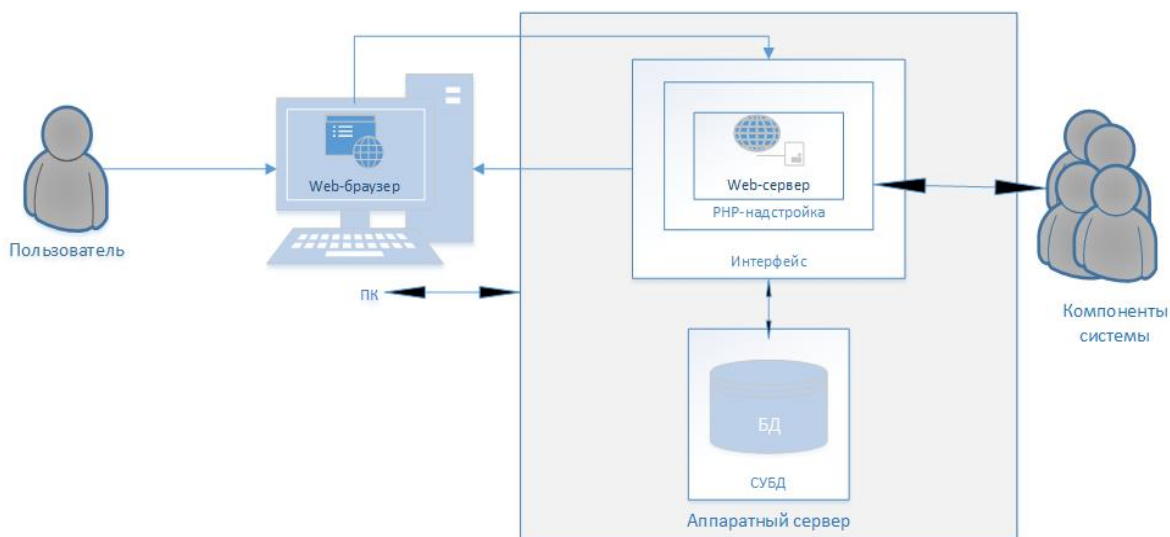 Пользователь
Web-браузер
ПК
Web-сервер
PHP-надстройка
Интерфейс
БД
СУБД
Аппаратный сервер
Компоненты
системы